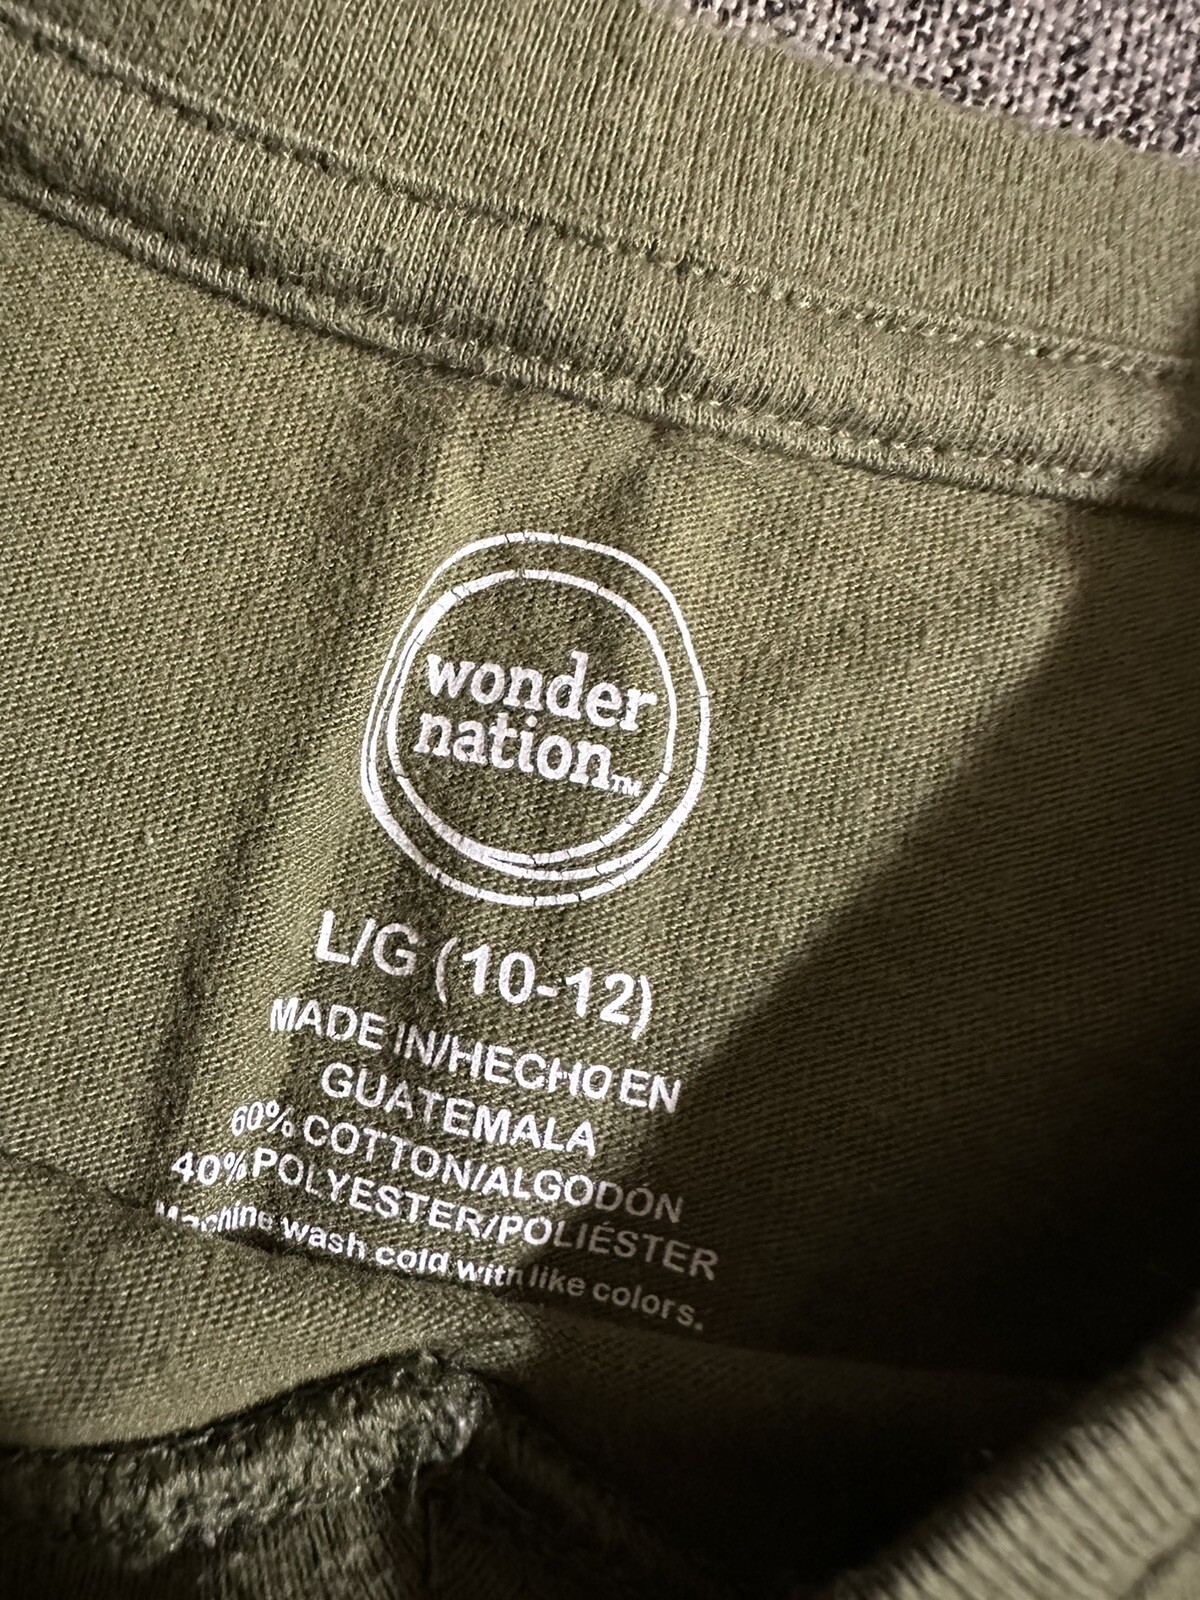 wonder
nation™
L/G (10-12)
MADE IN/HECHO EN
GUATEMALA
60% COTTON/ALGODÓN
40% POLYESTER/POLIÉSTER
Machine wash cold with like colors.